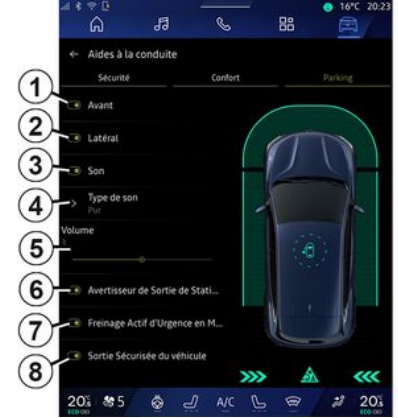 16°C 20:23
Aides à la conduite
Sécurité Confort Parking
1 Avant
2 Latéral
3 Son
4 Type de son
Pur
Volume
5
6 Avertisseur de Sortie de Stati...
7 Freinage Actif d'Urgence en M...
8 Sortie Sécurisée du véhicule
20.5 5 A/C 20.5
ECO ECO